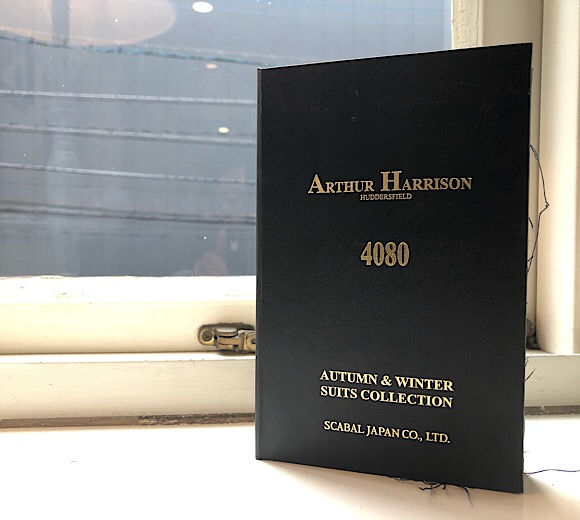 ARTHUR HARRISON
HUDDERSFIELD
4080
AUTUMN & WINTER
SUITS COLLECTION
SCABAL JAPAN CO., LTD.